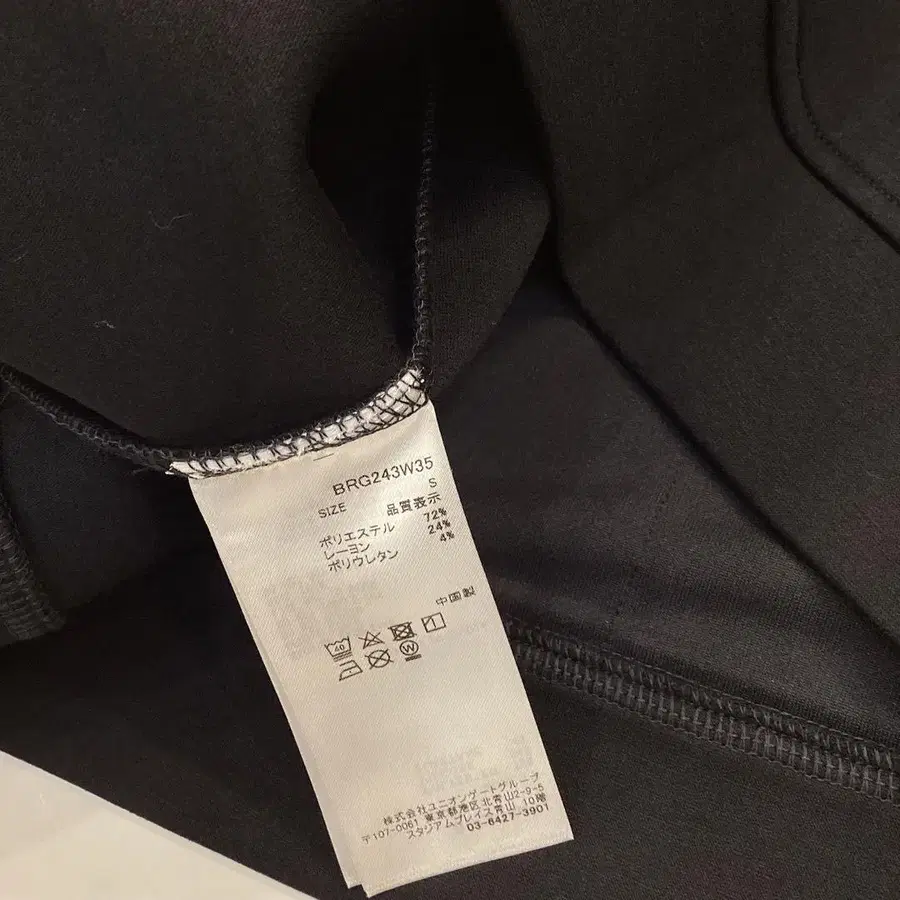 BRG243W35
SIZE S
品質表示
ポリエステル 72%
レーヨン 24%
ポリウレタン 4%
中国製
40
W
株式会社ユニオンゲートグループ
〒107-0061 東京都港区北青山2-9-5
スタジアムプレイス青山 10階
03-6427-3901